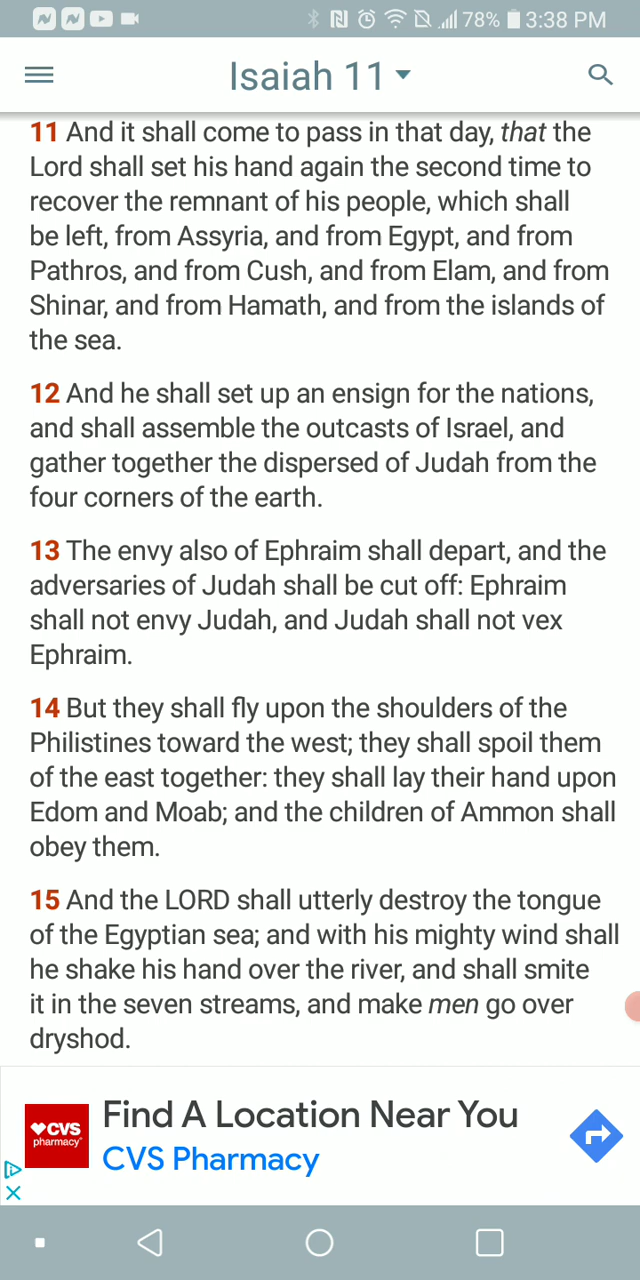 78% 3:38 PM
Isaiah 11
11 And it shall come to pass in that day, that the
Lord shall set his hand again the second time to
recover the remnant of his people, which shall
be left, from Assyria, and from Egypt, and from
Pathros, and from Cush, and from Elam, and from
Shinar, and from Hamath, and from the islands of
the sea.
12 And he shall set up an ensign for the nations,
and shall assemble the outcasts of Israel, and
gather together the dispersed of Judah from the
four corners of the earth.
13 The envy also of Ephraim shall depart, and the
adversaries of Judah shall be cut off: Ephraim
shall not envy Judah, and Judah shall not vex
Ephraim.
14 But they shall fly upon the shoulders of the
Philistines toward the west; they shall spoil them
of the east together: they shall lay their hand upon
Edom and Moab; and the children of Ammon shall
obey them.
15 And the LORD shall utterly destroy the tongue
of the Egyptian sea; and with his mighty wind shall
he shake his hand over the river, and shall smite
it in the seven streams, and make men go over
dryshod.
CVS
pharmacy
Find A Location Near You
CVS Pharmacy